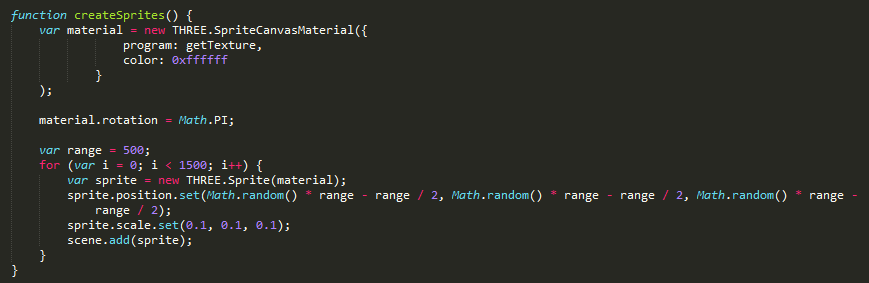 function createSprites() {
    var material = new THREE.SpriteCanvasMaterial({
                program: getTexture,
                color: 0xffffff
            }
    );

    material.rotation = Math.PI;

    var range = 500;
    for (var i = 0; i < 1500; i++) {
        var sprite = new THREE.Sprite(material);
        sprite.position.set(Math.random() * range - range / 2, Math.random() * range - range / 2, Math.random() * range -
            range / 2);
        sprite.scale.set(0.1, 0.1, 0.1);
        scene.add(sprite);
    }
}